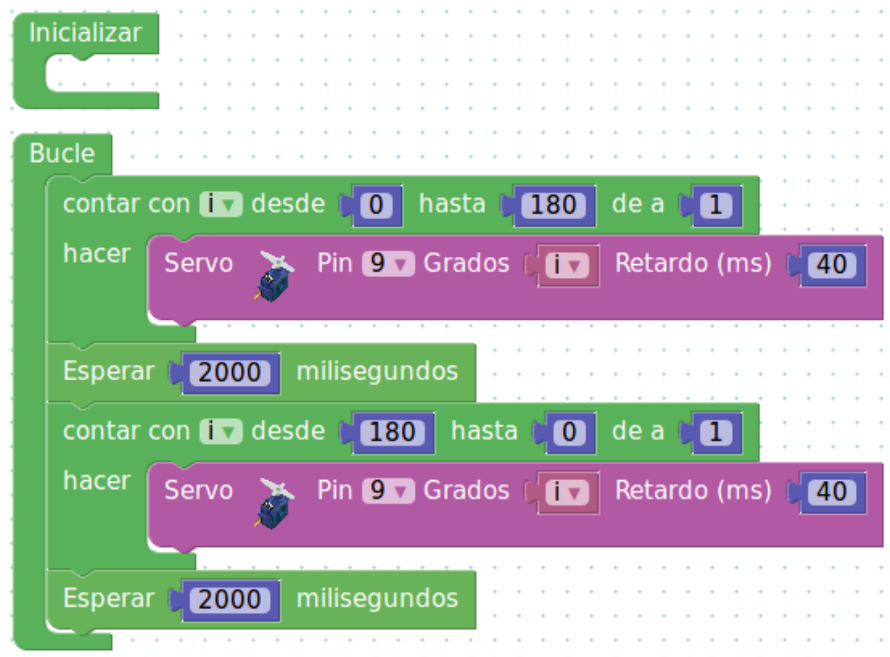 Inicializar
Bucle
contar con i ▾ desde 0 hasta 180 de a 1
hacer
Servo Pin 9 ▾ Grados i ▾ Retardo (ms) 40
Esperar 2000 milisegundos
contar con i ▾ desde 180 hasta 0 de a 1
hacer
Servo Pin 9 ▾ Grados i ▾ Retardo (ms) 40
Esperar 2000 milisegundos